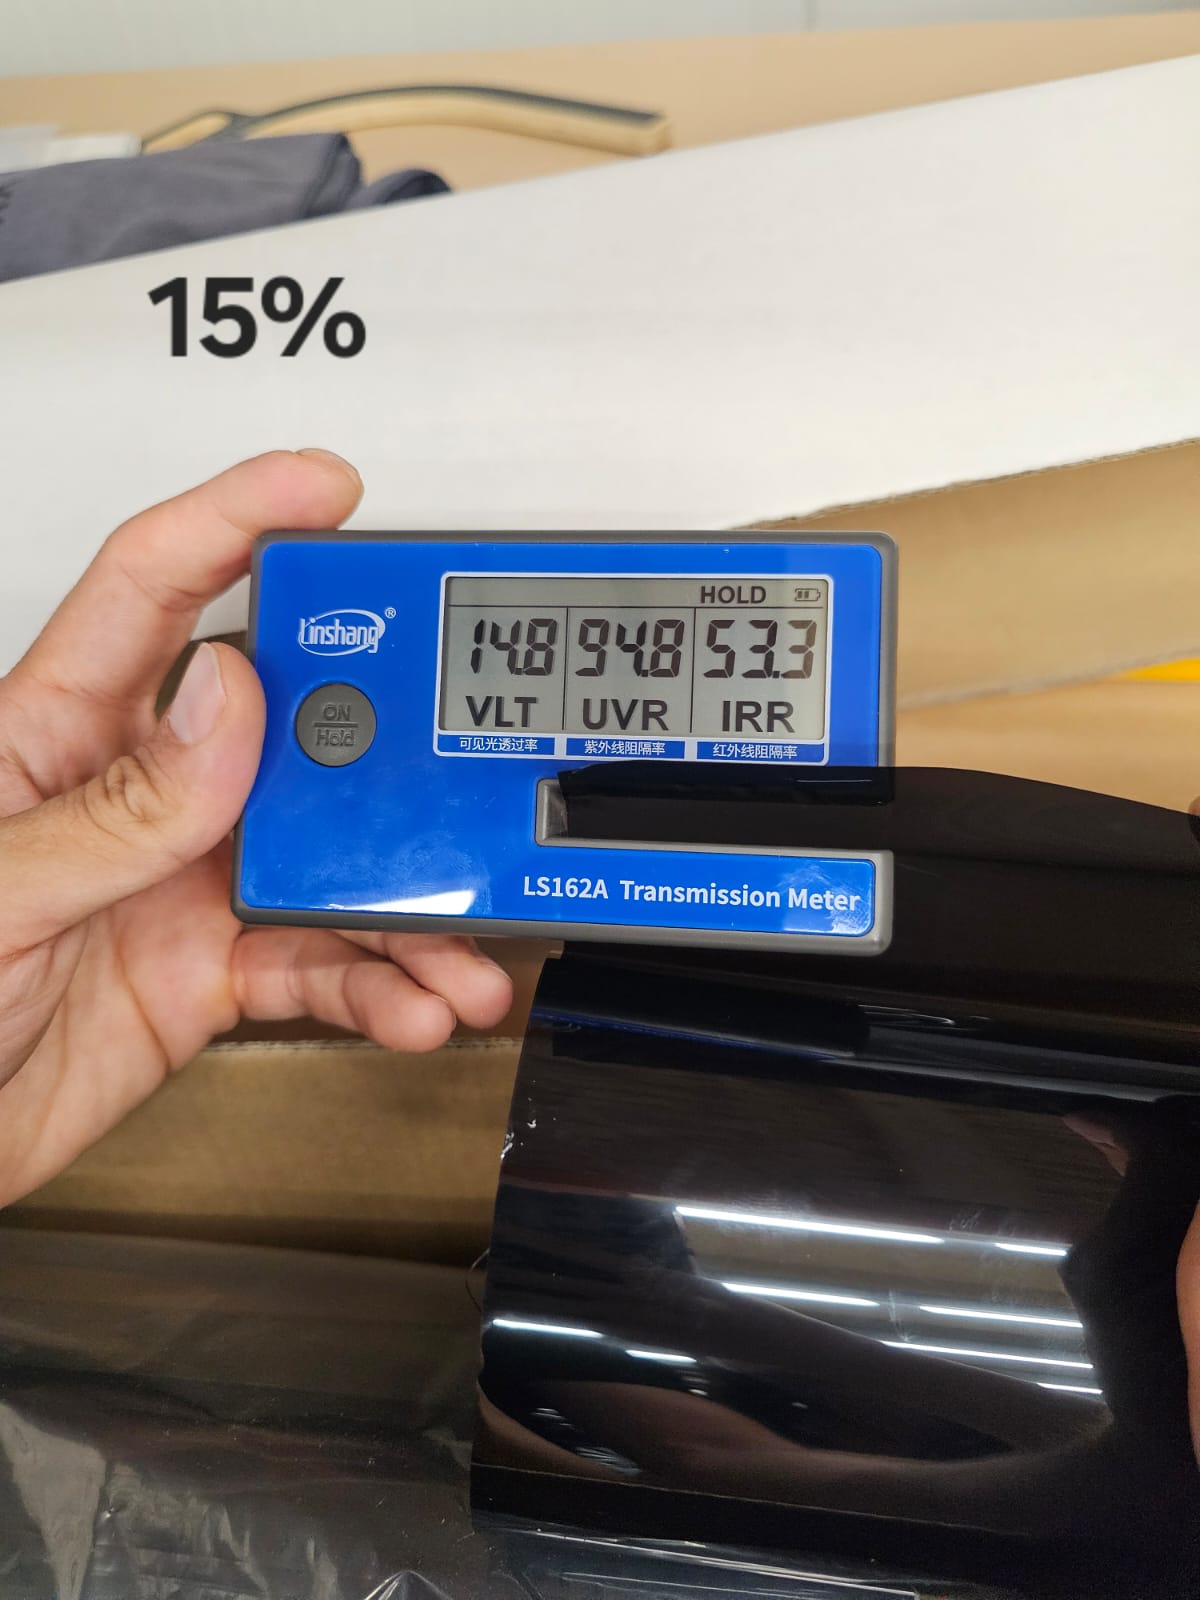 15%
Linshang®
ON
Hold
HOLD
14.8 94.8 53.3
VLT UVR IRR
可见光透过率 紫外线阻隔率 红外线阻隔率
LS162A Transmission Meter